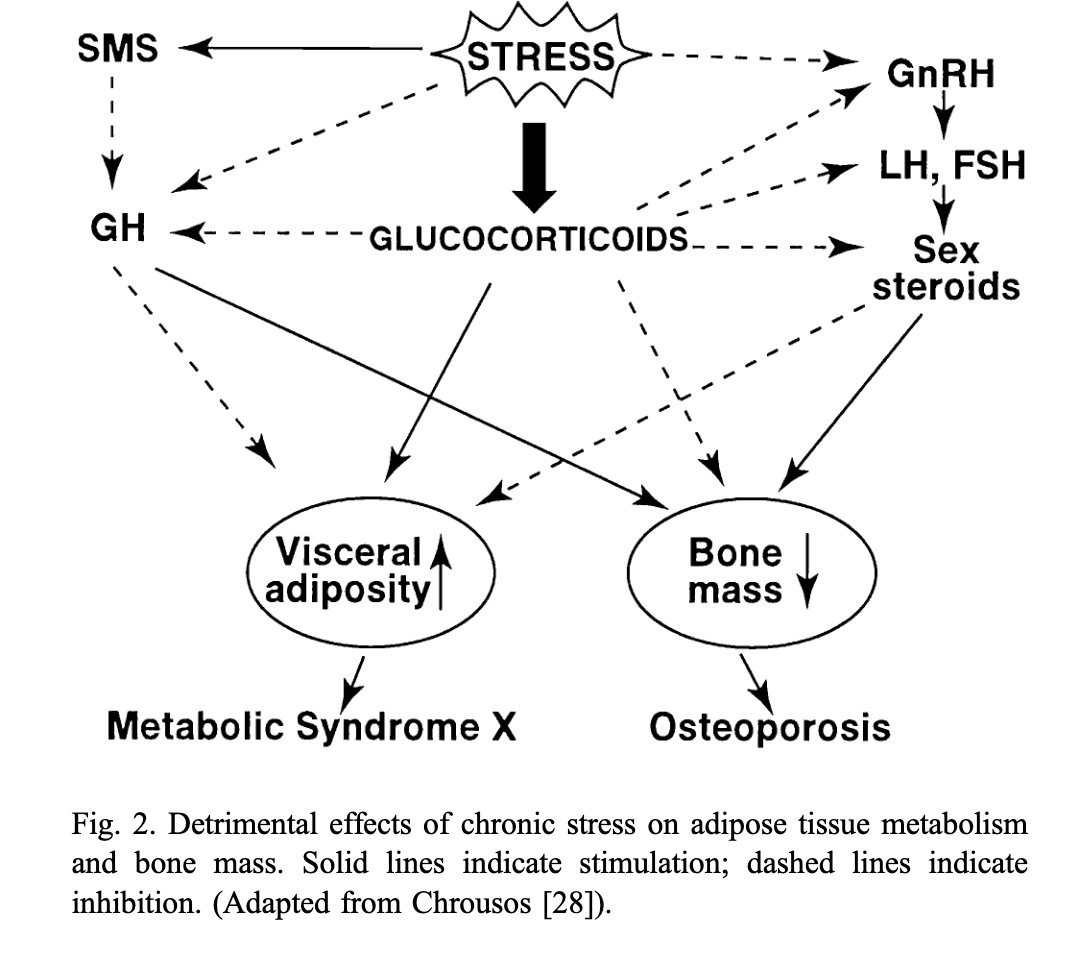 SMS
STRESS
GnRH
LH, FSH
GH
GLUCOCORTICOIDS
Sex
steroids
Visceral
adiposity
Bone
mass
Metabolic Syndrome X
Osteoporosis
Fig. 2. Detrimental effects of chronic stress on adipose tissue metabolism
and bone mass. Solid lines indicate stimulation; dashed lines indicate
inhibition. (Adapted from Chrousos [28]).